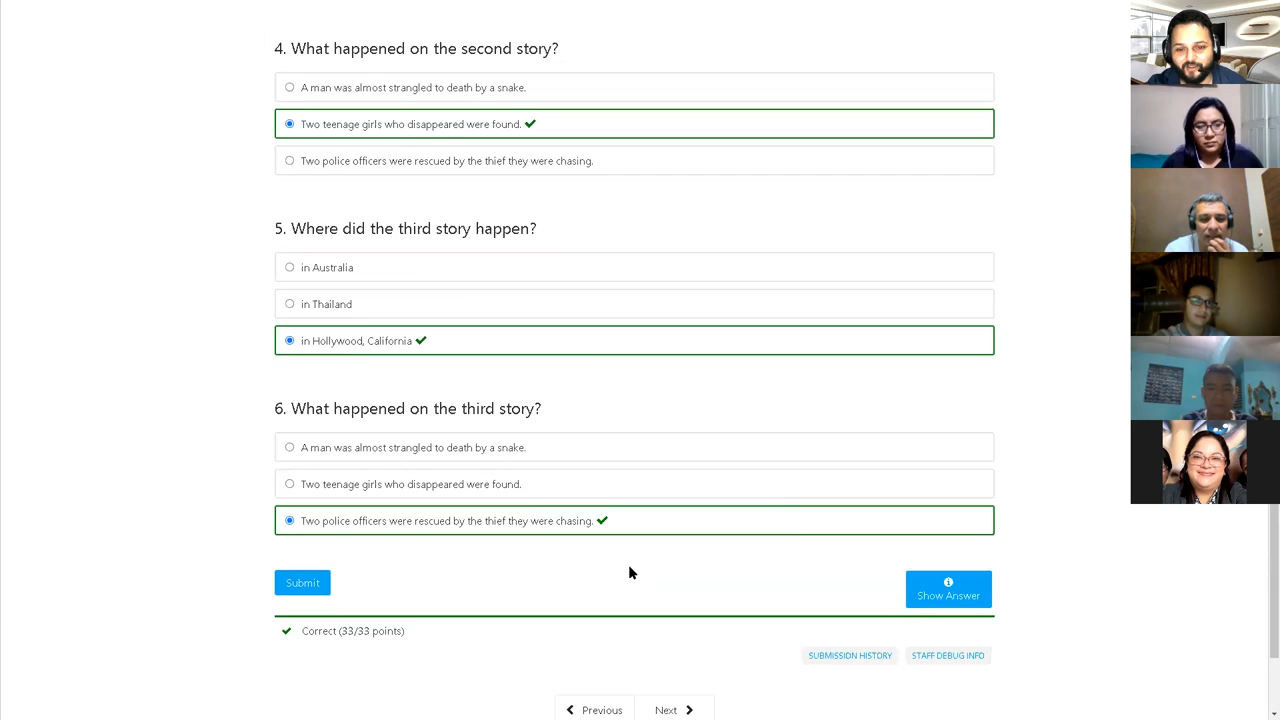 4. What happened on the second story?
A man was almost strangled to death by a snake.
Two teenage girls who disappeared were found.
Two police officers were rescued by the thief they were chasing.
5. Where did the third story happen?
in Australia
in Thailand
in Hollywood, California
6. What happened on the third story?
A man was almost strangled to death by a snake.
Two teenage girls who disappeared were found.
Two police officers were rescued by the thief they were chasing.
Submit
Show Answer
Correct (33/33 points)
SUBMISSION HISTORY
STAFF DEBUG INFO
Previous
Next